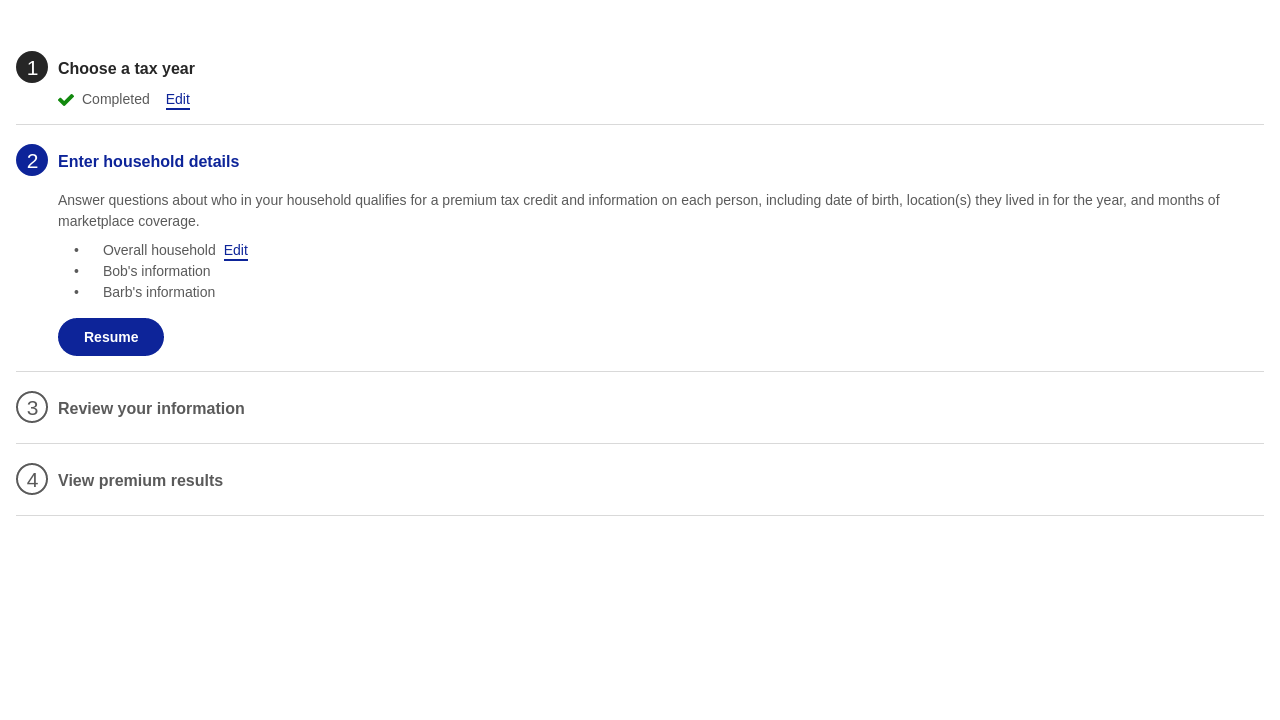 1 Choose a tax year
Completed Edit
2 Enter household details
Answer questions about who in your household qualifies for a premium tax credit and information on each person, including date of birth, location(s) they lived in for the year, and months of
marketplace coverage.
• Overall household Edit
• Bob's information
• Barb's information
Resume
3 Review your information
4 View premium results